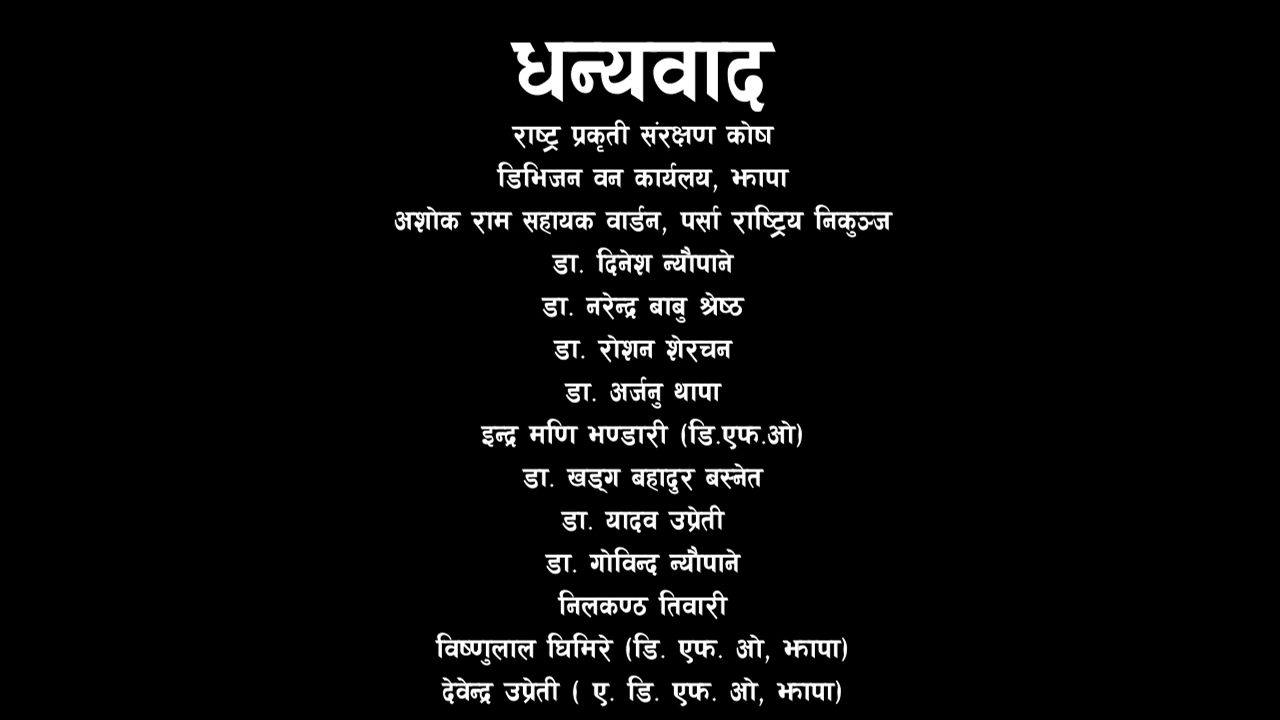 धन्यवाद
राष्ट्र प्रकृती संरक्षण कोष
डिभिजन वन कार्यलय, झापा
अशोक राम सहायक वार्डन, पर्सा राष्ट्रिय निकुञ्ज
डा. दिनेश न्यौपाने
डा. नरेन्द्र बाबु श्रेष्ठ
डा. रोशन शेरचन
डा. अर्जनु थापा
इन्द्र मणि भण्डारी (डि.एफ.ओ)
डा. खड्ग बहादुर बस्नेत
डा. यादव उप्रेती
डा. गोविन्द न्यौपाने
निलकण्ठ तिवारी
विष्णुलाल घिमिरे (डि. एफ. ओ, झापा)
देवेन्द्र उप्रेती ( ए. डि. एफ. ओ, झापा)